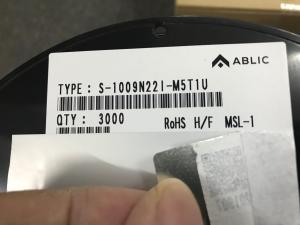 ABLIC
TYPE : S-1009N22I-M5T1U
QTY : 3000
RoHS H/F MSL-1